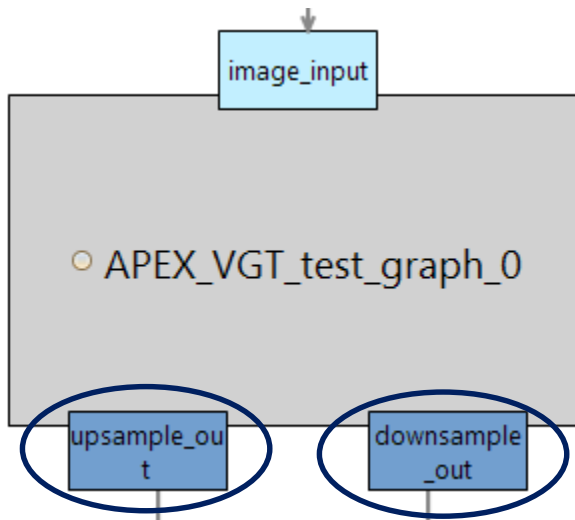 image_input
APEX_VGT_test_graph_0
upsample_ou
t
downsample
_out